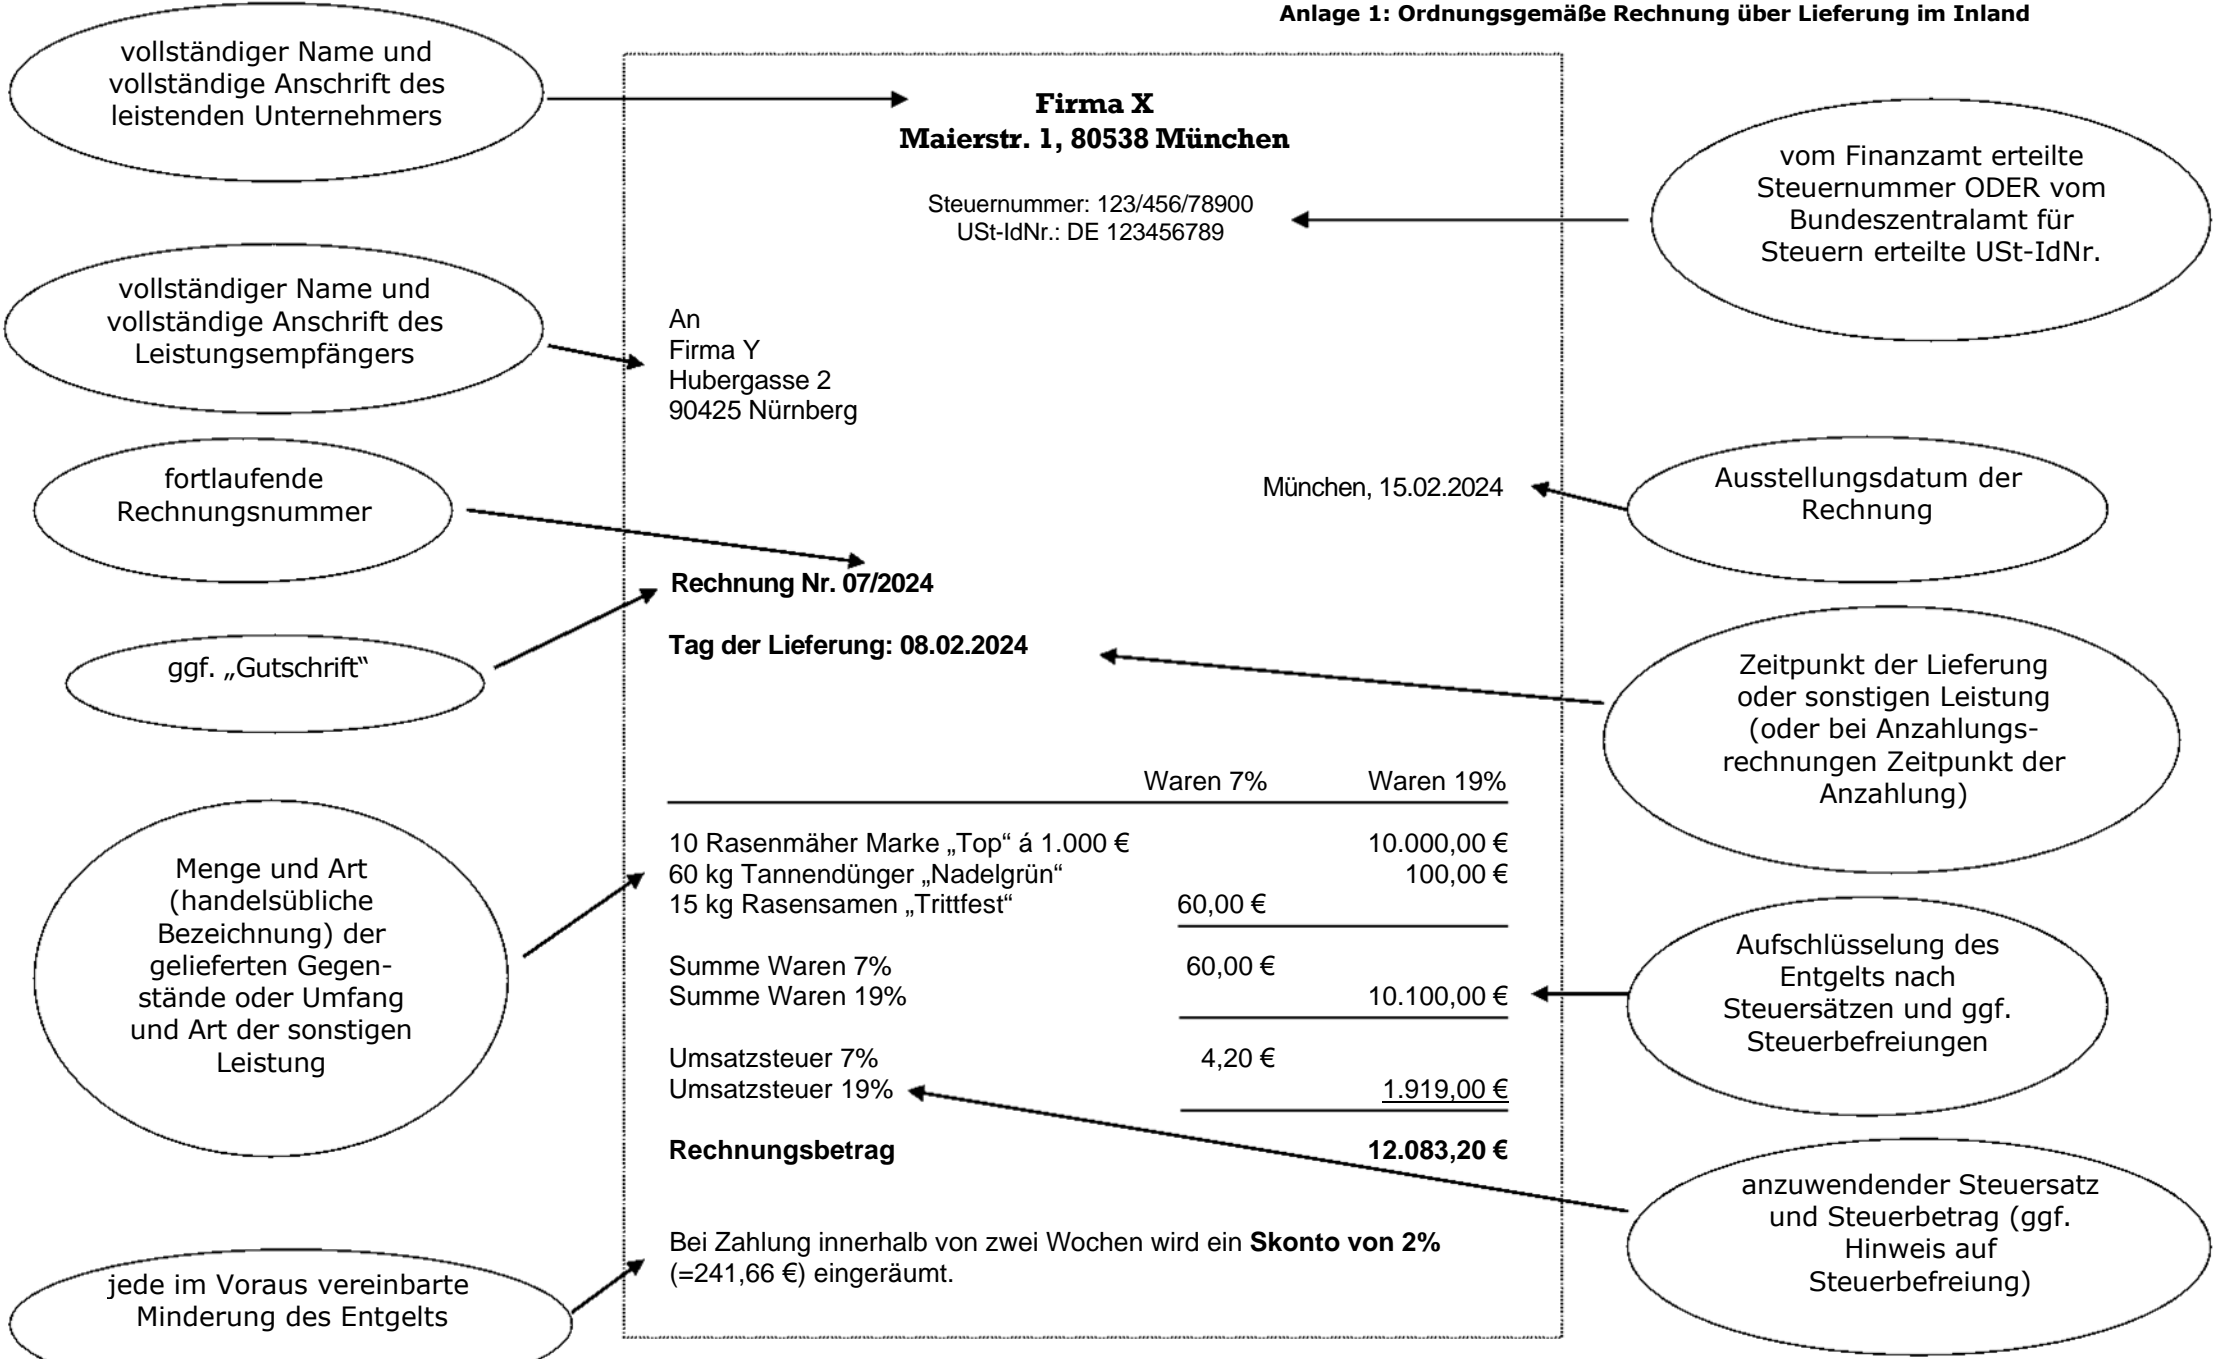 Anlage 1: Ordnungsgemäße Rechnung über Lieferung im Inland
vollständiger Name und
vollständige Anschrift des
leistenden Unternehmers
Firma X
Maierstr. 1, 80538 München
Steuernummer: 123/456/78900
USt-IdNr.: DE 123456789
vom Finanzamt erteilte
Steuernummer ODER vom
Bundeszentralamt für
Steuern erteilte USt-IdNr.
vollständiger Name und
vollständige Anschrift des
Leistungsempfängers
An
Firma Y
Hubergasse 2
90425 Nürnberg
fortlaufende
Rechnungsnummer
München, 15.02.2024
Ausstellungsdatum der
Rechnung
Rechnung Nr. 07/2024
ggf. „Gutschrift“
Tag der Lieferung: 08.02.2024
Zeitpunkt der Lieferung
oder sonstigen Leistung
(oder bei Anzahlungs-
rechnungen Zeitpunkt der
Anzahlung)
Waren 7% Waren 19%
10 Rasenmäher Marke „Top“ á 1.000 € 10.000,00 €
60 kg Tannendünger „Nadelgrün“ 100,00 €
15 kg Rasensamen „Trittfest“ 60,00 €
Menge und Art
(handelsübliche
Bezeichnung) der
gelieferten Gegen-
stände oder Umfang
und Art der sonstigen
Leistung
Summe Waren 7% 60,00 €
Summe Waren 19% 10.100,00 €
Aufschlüsselung des
Entgelts nach
Steuersätzen und ggf.
Steuerbefreiungen
Umsatzsteuer 7% 4,20 €
Umsatzsteuer 19% 1.919,00 €
Rechnungsbetrag 12.083,20 €
anzuwendender Steuersatz
und Steuerbetrag (ggf.
Hinweis auf
Steuerbefreiung)
Bei Zahlung innerhalb von zwei Wochen wird ein Skonto von 2%
(=241,66 €) eingeräumt.
jede im Voraus vereinbarte
Minderung des Entgelts